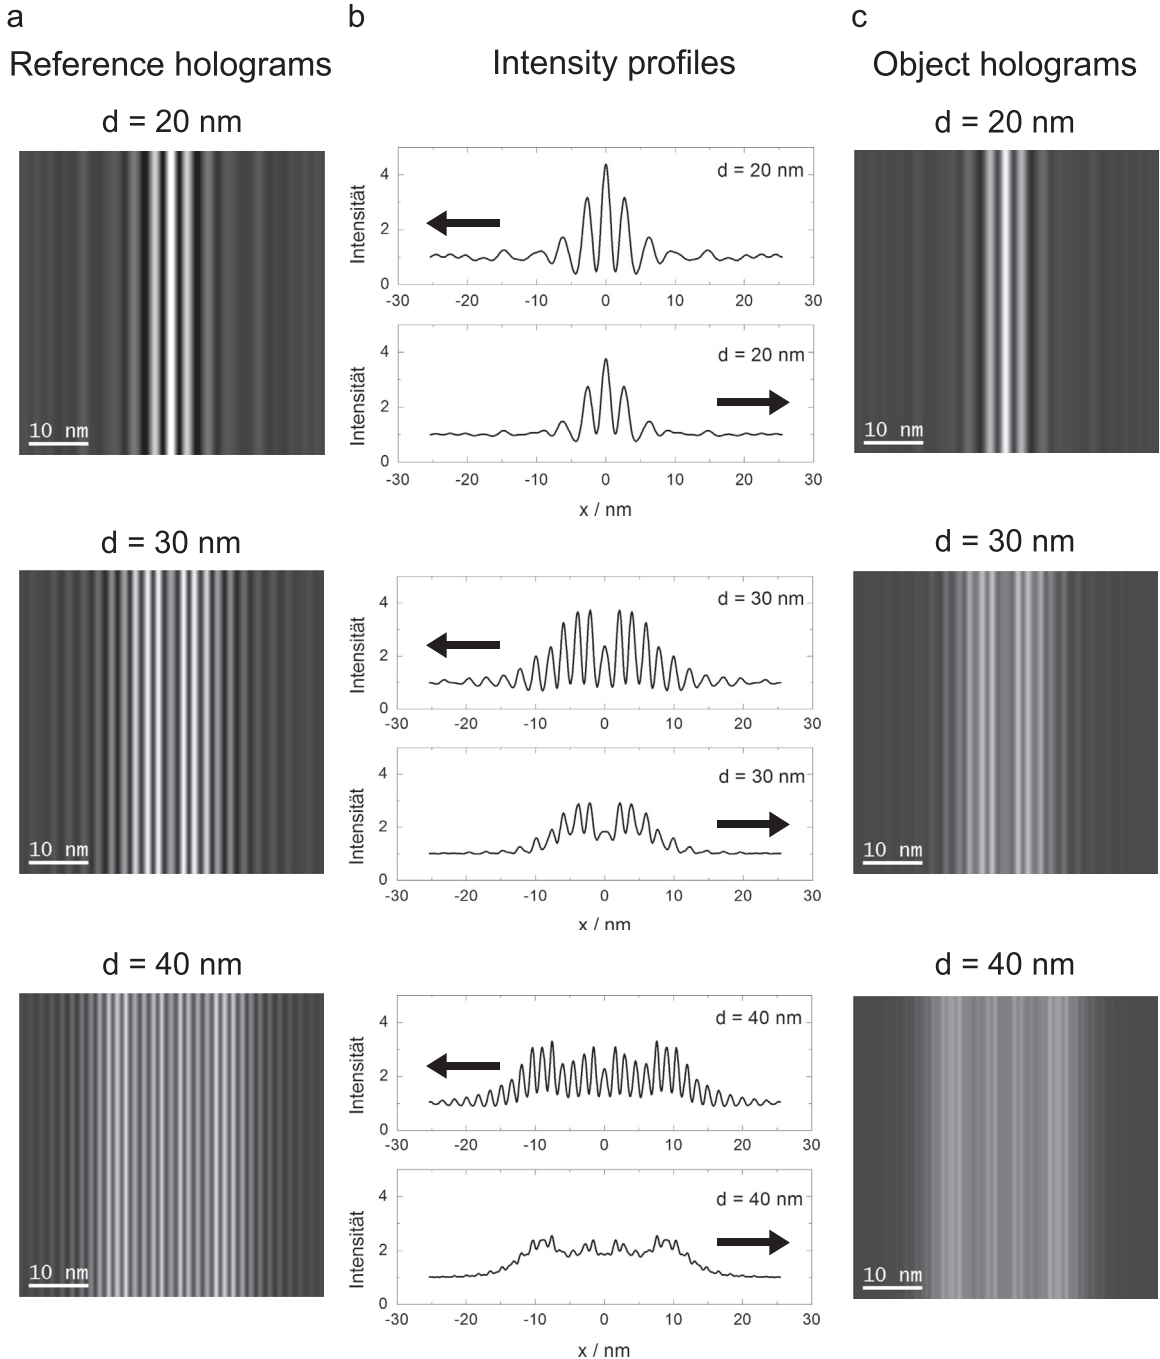 a
b
c
Reference holograms
Intensity profiles
Object holograms
d = 20 nm
d = 20 nm
10 nm
Intensität
4
2
0
d = 20 nm
-30 -20 -10 0 10 20 30
Intensität
4
2
0
d = 20 nm
-30 -20 -10 0 10 20 30
x / nm
10 nm
d = 30 nm
d = 30 nm
10 nm
Intensität
4
2
0
d = 30 nm
-30 -20 -10 0 10 20 30
Intensität
4
2
0
d = 30 nm
-30 -20 -10 0 10 20 30
x / nm
10 nm
d = 40 nm
d = 40 nm
10 nm
Intensität
4
2
0
d = 40 nm
-30 -20 -10 0 10 20 30
Intensität
4
2
0
d = 40 nm
-30 -20 -10 0 10 20 30
x / nm
10 nm